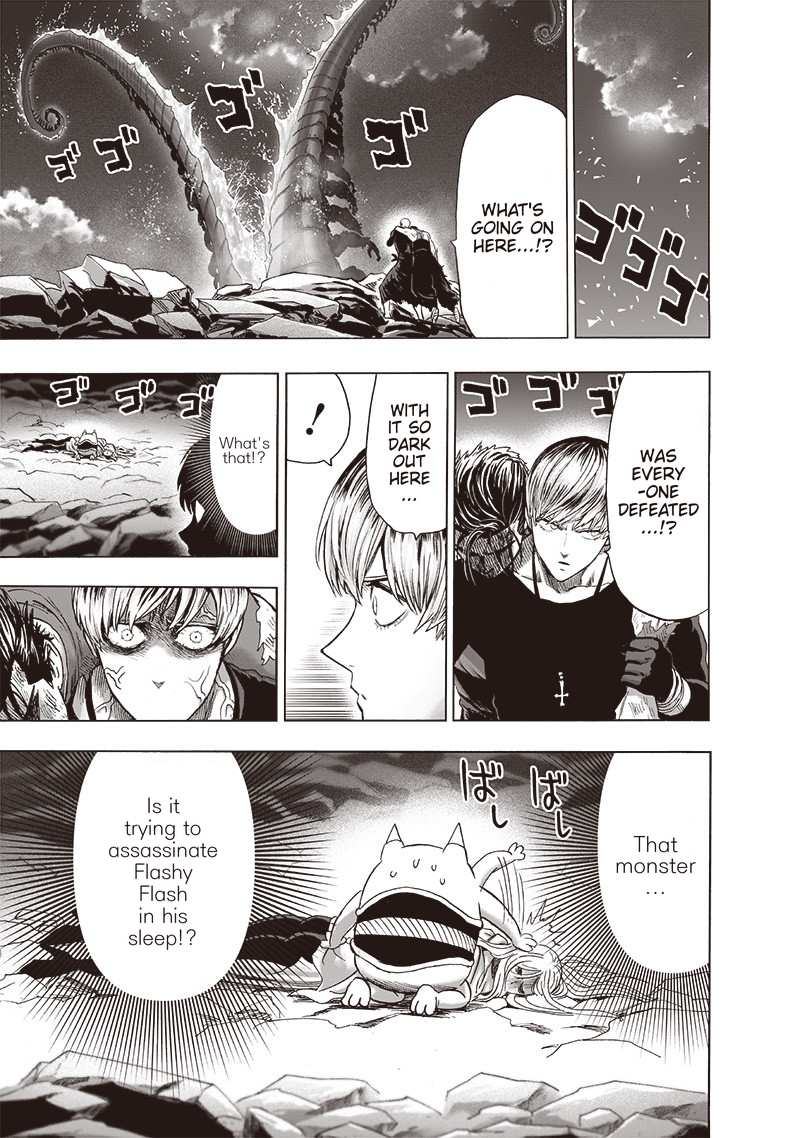 ゴゴゴゴ
WHAT'S
GOING ON
HERE...!?
ゴゴ
ゴゴ
WAS
EVERY
-ONE
DEFEATED
...!?
ゴゴゴ
WITH
IT SO
DARK
OUT
HERE
...
!
What's
that!?
ゴゴゴゴ
That
monster
...
ばし
ばし
Is it
trying to
assassinate
Flashy
Flash
in his
sleep!?